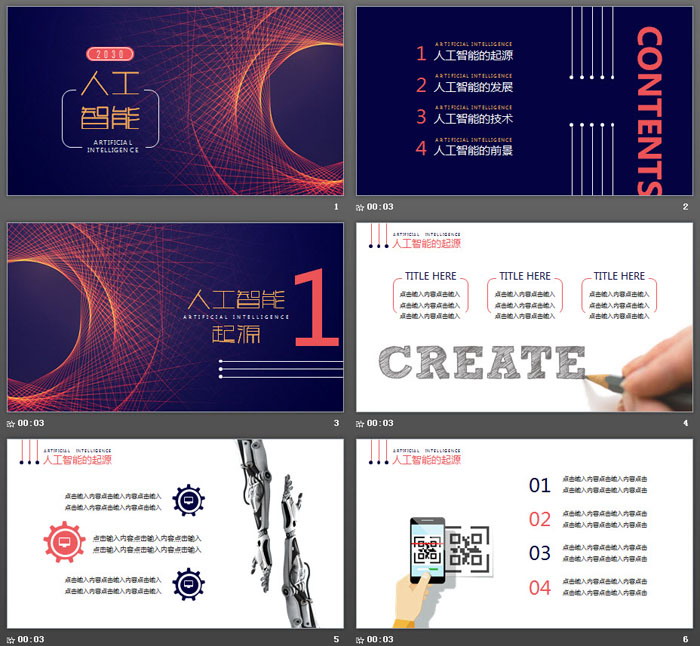 2030
人工
智能
ARTIFICIAL
INTELLIGENCE
1
ARTIFICIAL INTELLIGENCE
1 人工智能的起源
ARTIFICIAL INTELLIGENCE
2 人工智能的发展
ARTIFICIAL INTELLIGENCE
3 人工智能的技术
ARTIFICIAL INTELLIGENCE
4 人工智能的前景
CONTENTS
00:03
2
人工智能
ARTIFICIAL INTELLIGENCE
起源
1
00:03
3
ARTIFICIAL INTELLIGENCE
人工智能的起源
TITLE HERE
点击输入内容点击输入
点击输入内容点击输入
点击输入内容点击输入
TITLE HERE
点击输入内容点击输入
点击输入内容点击输入
点击输入内容点击输入
TITLE HERE
点击输入内容点击输入
点击输入内容点击输入
点击输入内容点击输入
CREATE
00:03
4
ARTIFICIAL INTELLIGENCE
人工智能的起源
点击输入内容点击输入内容点击输入
点击输入内容点击输入内容点击输入
点击输入内容点击输入内容点击输入
点击输入内容点击输入内容点击输入
点击输入内容点击输入内容点击输入
点击输入内容点击输入内容点击输入
00:03
5
ARTIFICIAL INTELLIGENCE
人工智能的起源
01
点击输入内容点击输入内容点击
点击输入内容点击输入内容点击
02
点击输入内容点击输入内容点击
点击输入内容点击输入内容点击
03
点击输入内容点击输入内容点击
点击输入内容点击输入内容点击
04
点击输入内容点击输入内容点击
点击输入内容点击输入内容点击
00:03
6